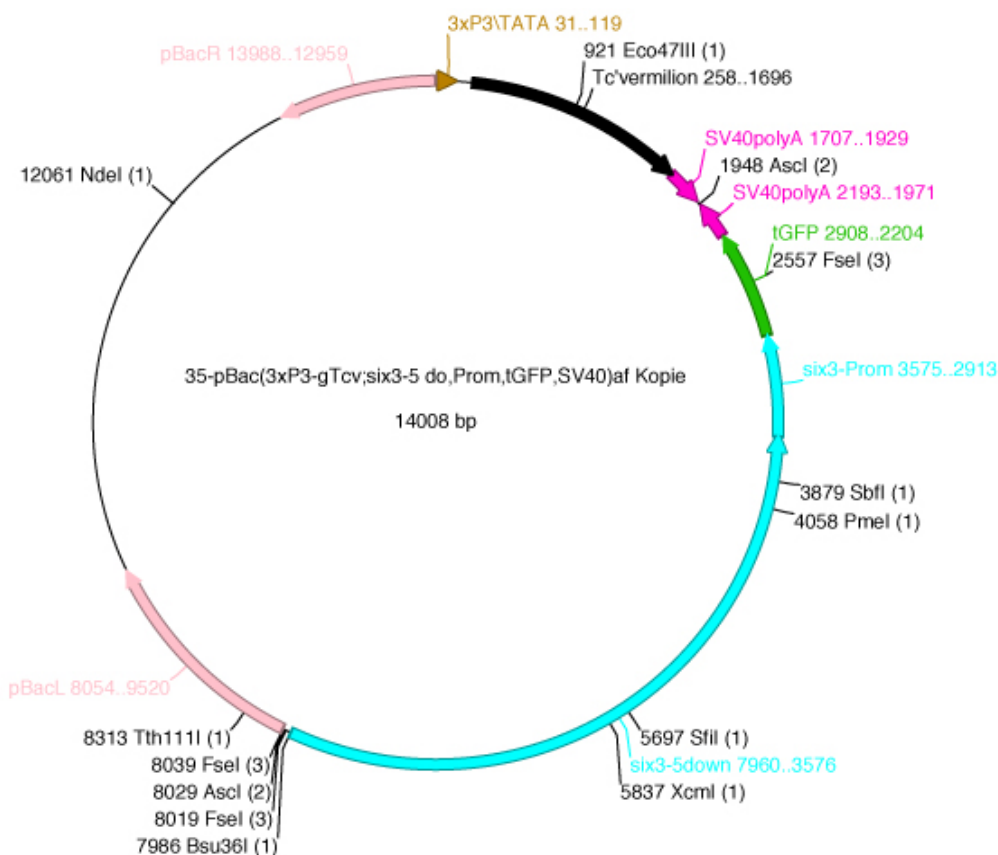 3xP3\TATA 31..119
pBacR 13988..12959
921 Eco47III (1)
Tc'vermilion 258..1696
SV40polyA 1707..1929
1948 AscI (2)
12061 NdeI (1)
SV40polyA 2193..1971
tGFP 2908..2204
2557 FseI (3)
35-pBac(3xP3-gTcv;six3-5 do,Prom,tGFP,SV40)af Kopie
six3-Prom 3575..2913
14008 bp
3879 SbfI (1)
4058 PmeI (1)
pBacL 8054..9520
8313 Tth111I (1)
5697 SfiI (1)
8039 FseI (3)
six3-5down 7960..3576
8029 AscI (2)
5837 XcmI (1)
8019 FseI (3)
7986 Bsu36I (1)